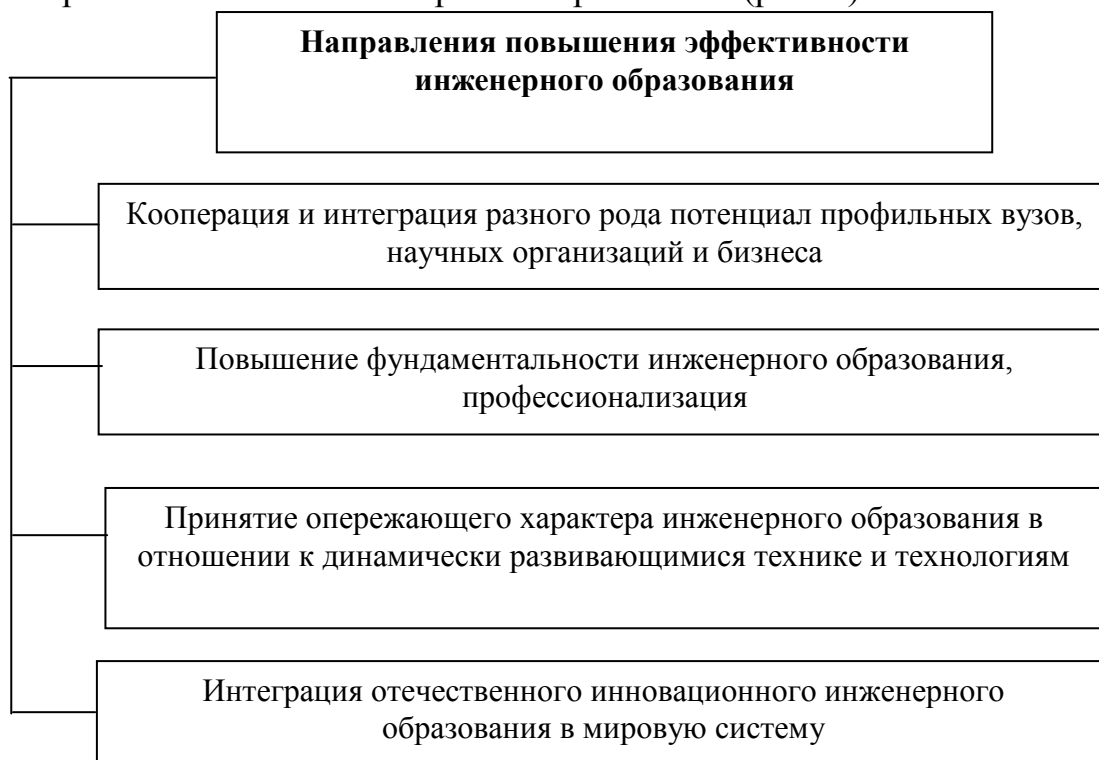 Направления повышения эффективности
инженерного образования
Кооперация и интеграция разного рода потенциал профильных вузов,
научных организаций и бизнеса
Повышение фундаментальности инженерного образования,
профессионализация
Принятие опережающего характера инженерного образования в
отношении к динамически развивающимися технике и технологиям
Интеграция отечественного инновационного инженерного
образования в мировую систему